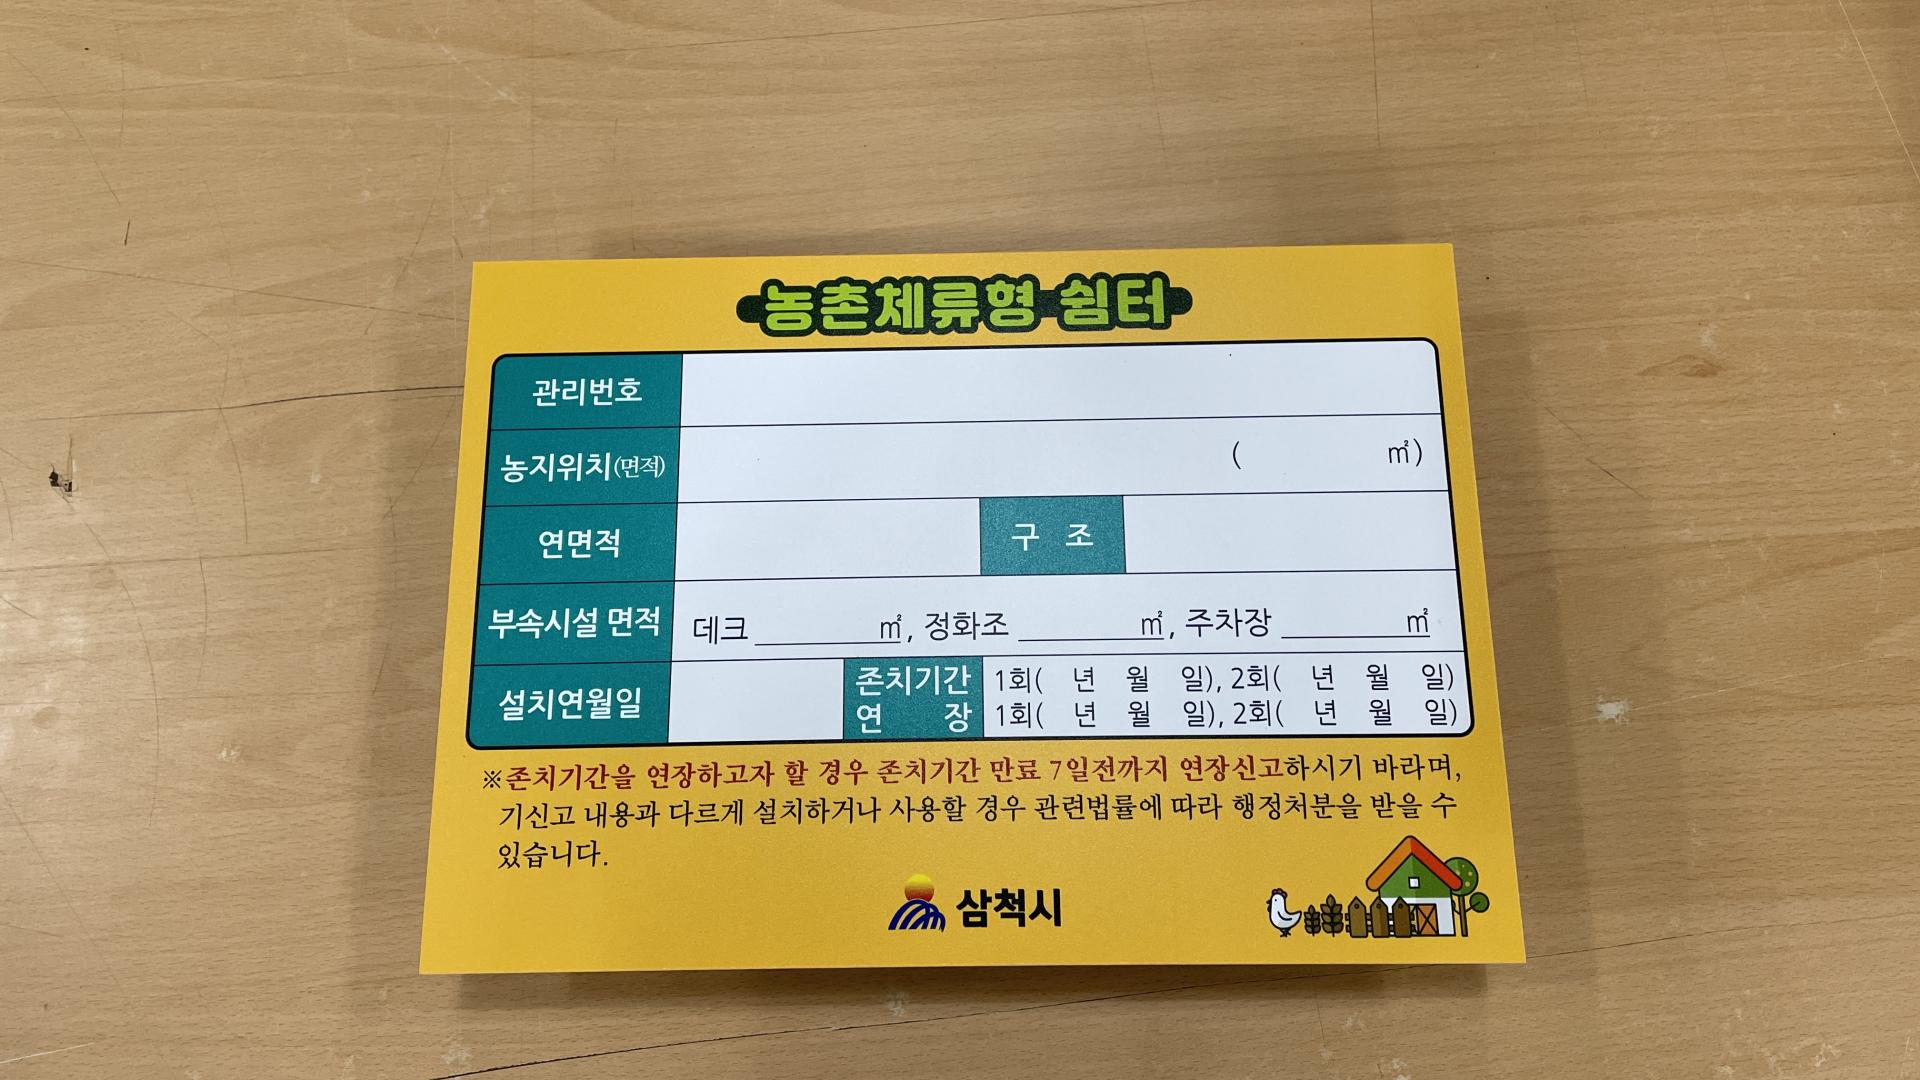 농촌체류형 쉼터
관리번호
농지위치(면적) ( ㎡)
연면적 구 조
부속시설 면적 데크 ________ ㎡, 정화조 ________ ㎡, 주차장 ________ ㎡
설치연월일 존치기간 1회( 년 월 일), 2회( 년 월 일)
연 장 1회( 년 월 일), 2회( 년 월 일)
※존치기간을 연장하고자 할 경우 존치기간 만료 7일전까지 연장신고하시기 바라며,
기신고 내용과 다르게 설치하거나 사용할 경우 관련법률에 따라 행정처분을 받을 수
있습니다.
삼척시